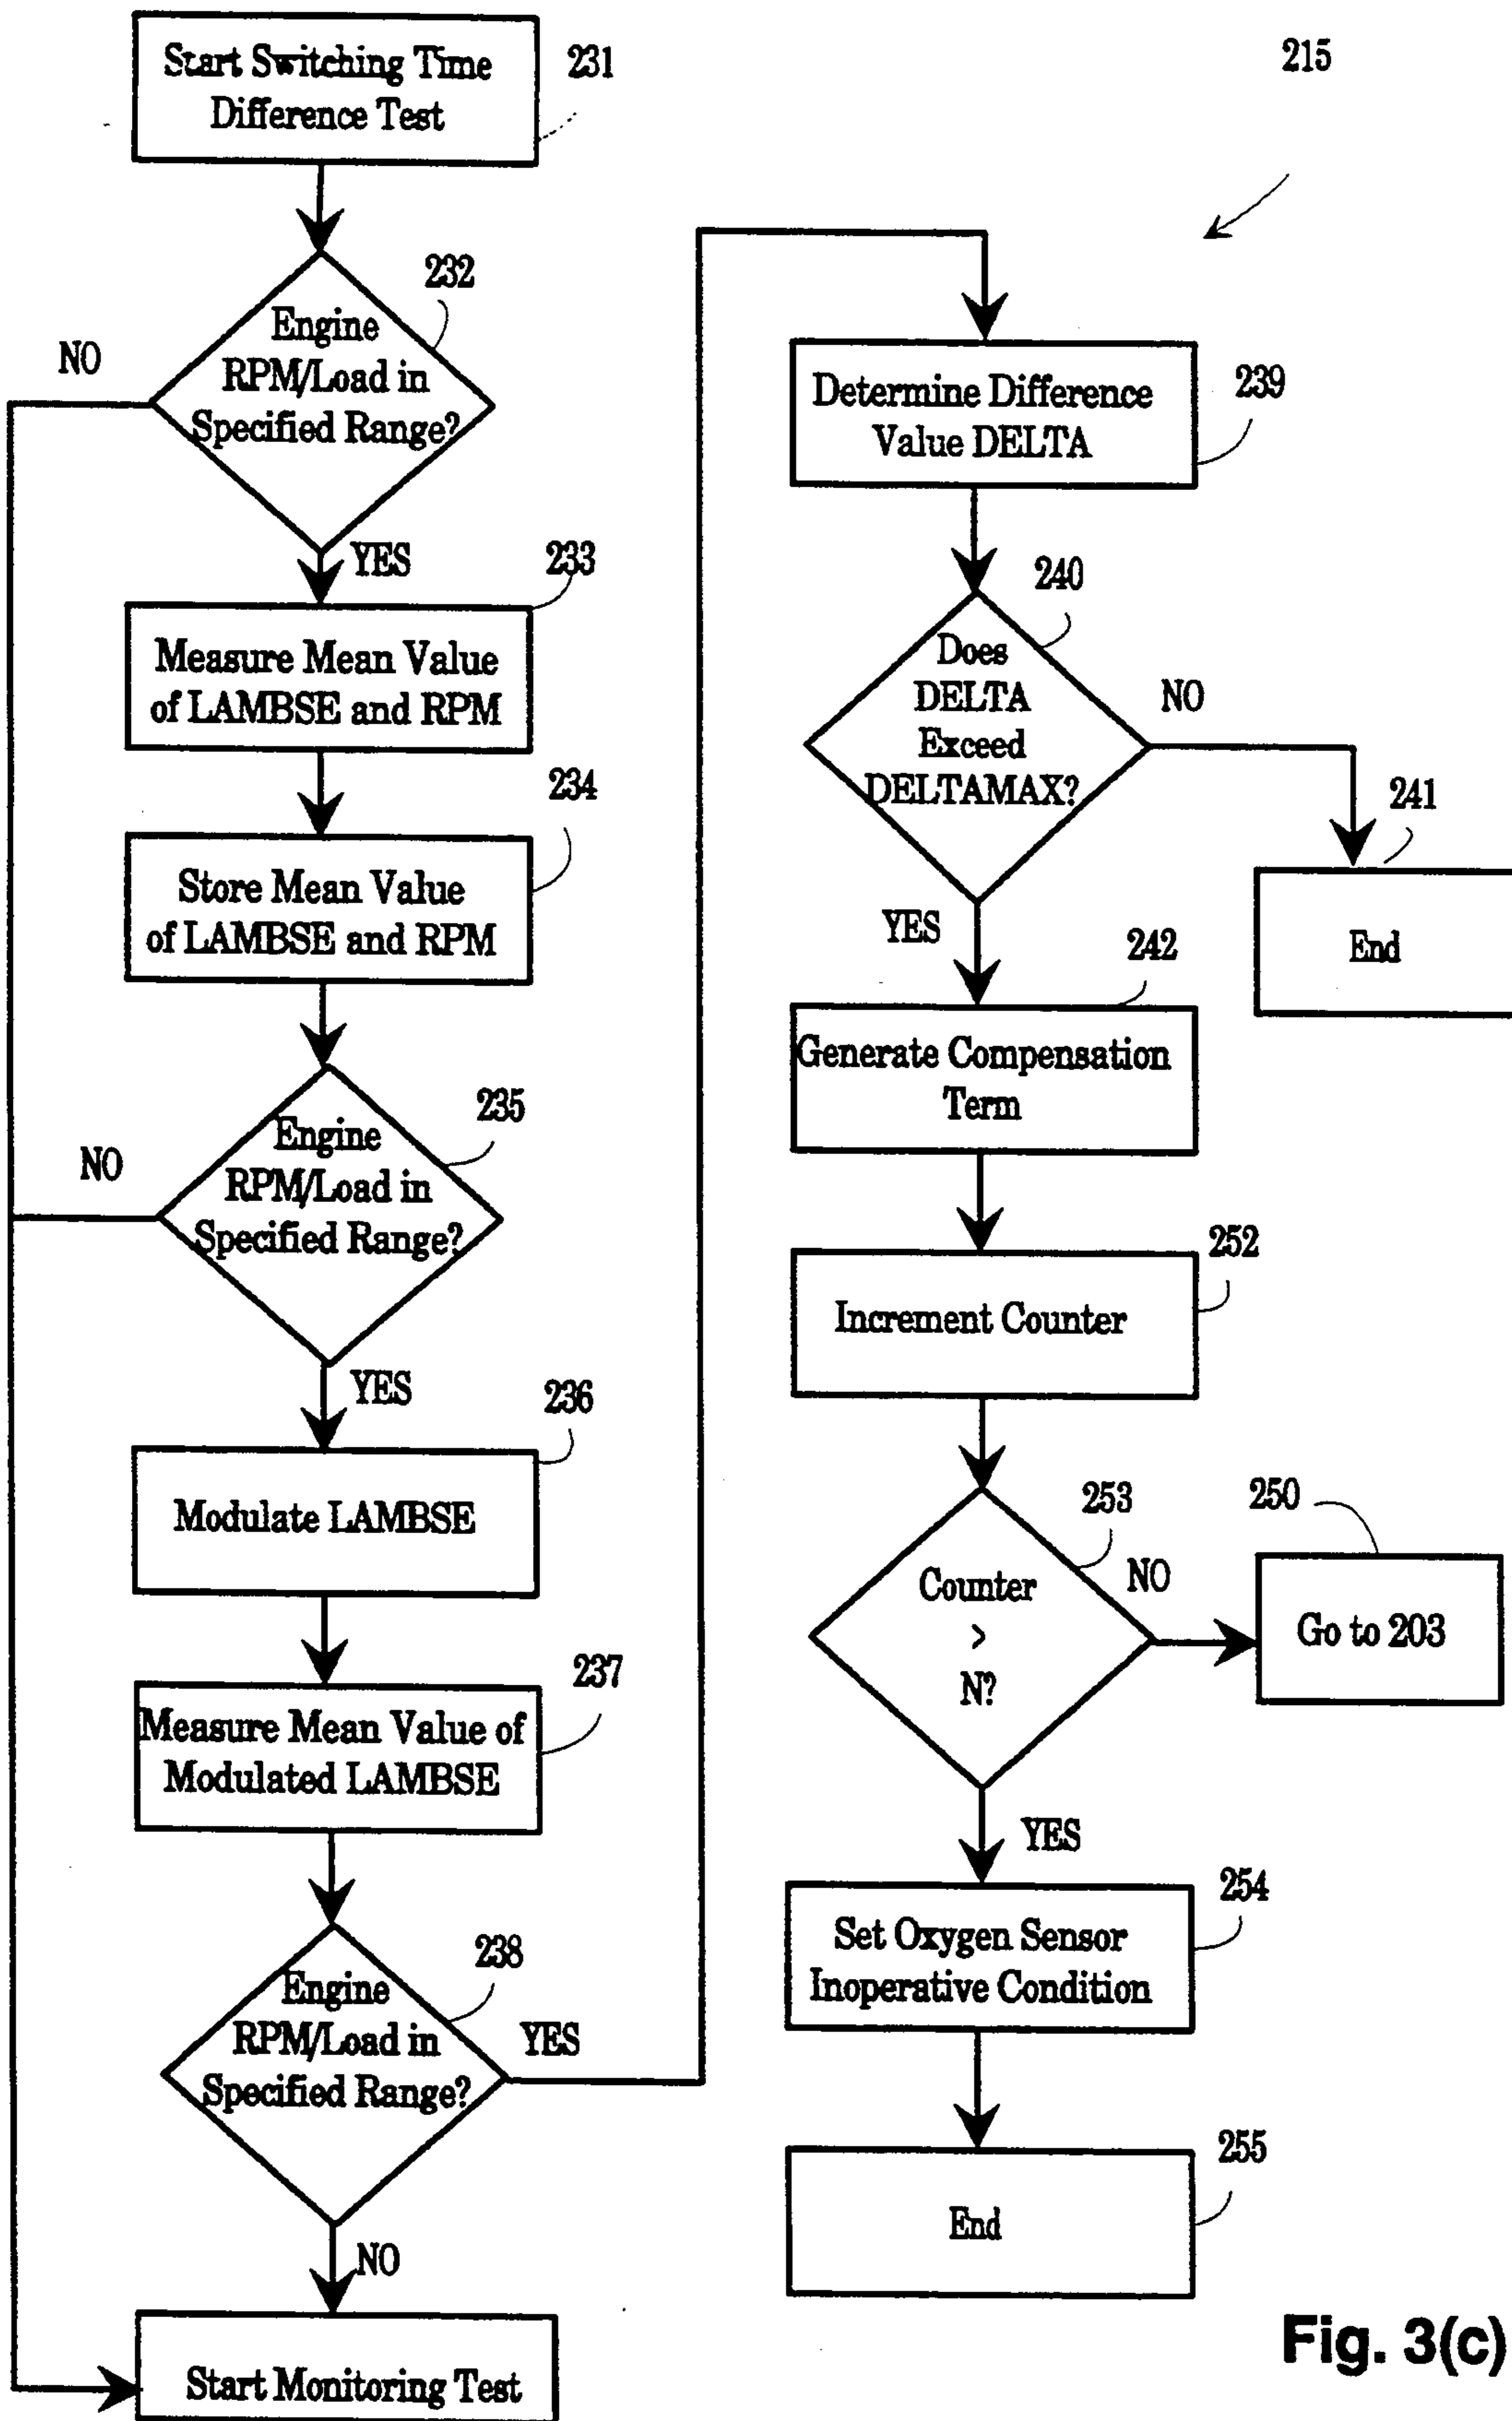 Start Switching Time
Difference Test
231
Engine
RPM/Load in
Specified Range?
232
NO
YES
Measure Mean Value
of LAMBSE and RPM
233
Store Mean Value
of LAMBSE and RPM
234
Engine
RPM/Load in
Specified Range?
235
NO
YES
Modulate LAMBSE
236
Measure Mean Value of
Modulated LAMBSE
237
Engine
RPM/Load in
Specified Range?
238
YES
NO
Start Monitoring Test
215
Determine Difference
Value DELTA
239
Does
DELTA
Exceed
DELTAMAX?
240
NO
241
End
YES
Generate Compensation
Term
242
Increment Counter
252
Counter
>
N?
253
NO
250
Go to 203
YES
Set Oxygen Sensor
Inoperative Condition
254
End
255
Fig. 3(c)